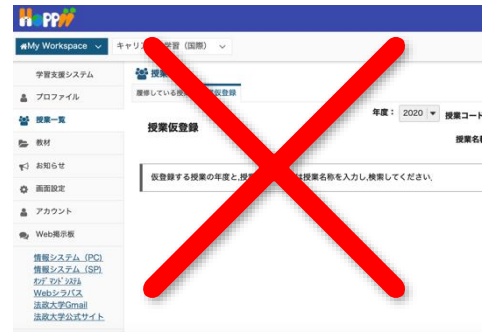 HoPPii
My Workspace
キャリ
学習（国際）
学習支援システム
授業
プロファイル
履修している授
仮登録
授業一覧
年度： 2020
授業コード
授業仮登録
授業名
教材
お知らせ
仮登録する授業の年度と,授
は授業名称を入力し,検索してください.
画面設定
アカウント
Web掲示板
情報システム (PC)
情報システム (SP)
ｵﾝﾃﾞﾏﾝﾄﾞｼｽﾃﾑ
Webシラバス
法政大学Gmail
法政大学公式サイト